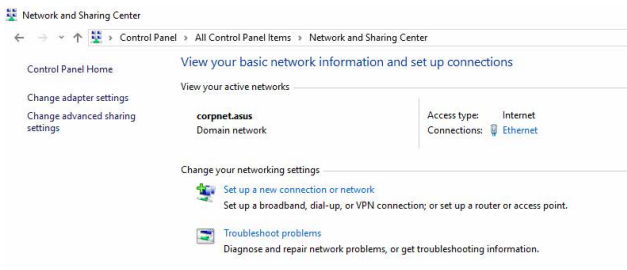 Network and Sharing Center
Control Panel › All Control Panel Items › Network and Sharing Center
Control Panel Home
Change adapter settings
Change advanced sharing
settings
View your basic network information and set up connections
View your active networks
corpnet.asus
Domain network
Access type: Internet
Connections: Ethernet
Change your networking settings
Set up a new connection or network
Set up a broadband, dial-up, or VPN connection; or set up a router or access point.
Troubleshoot problems
Diagnose and repair network problems, or get troubleshooting information.